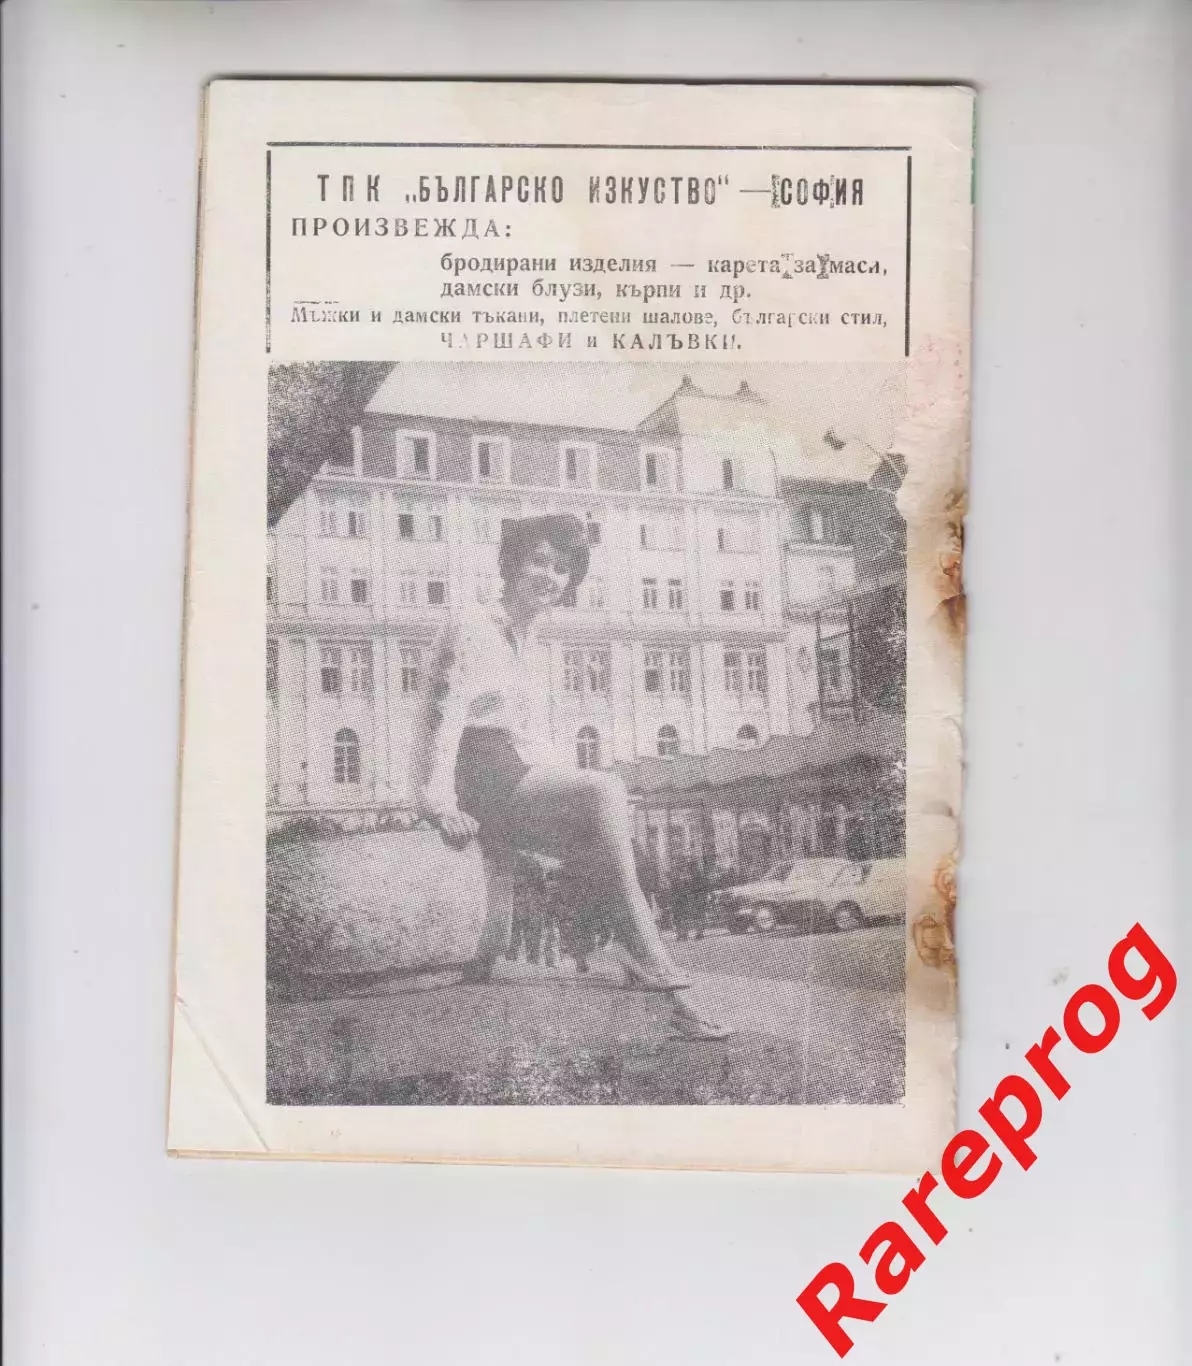 ТПК „БЪЛГАРСКО ИЗКУСТВО“ — СОФИЯ
ПРОИЗВЕЖДА:
бродирани изделия — карета за маси,
дамски блузи, кърпи и др.
Мъжки и дамски тъкани, плетени шалове, български стил,
ЧАРШАФИ и КАЛЪВКИ.
Rareprog